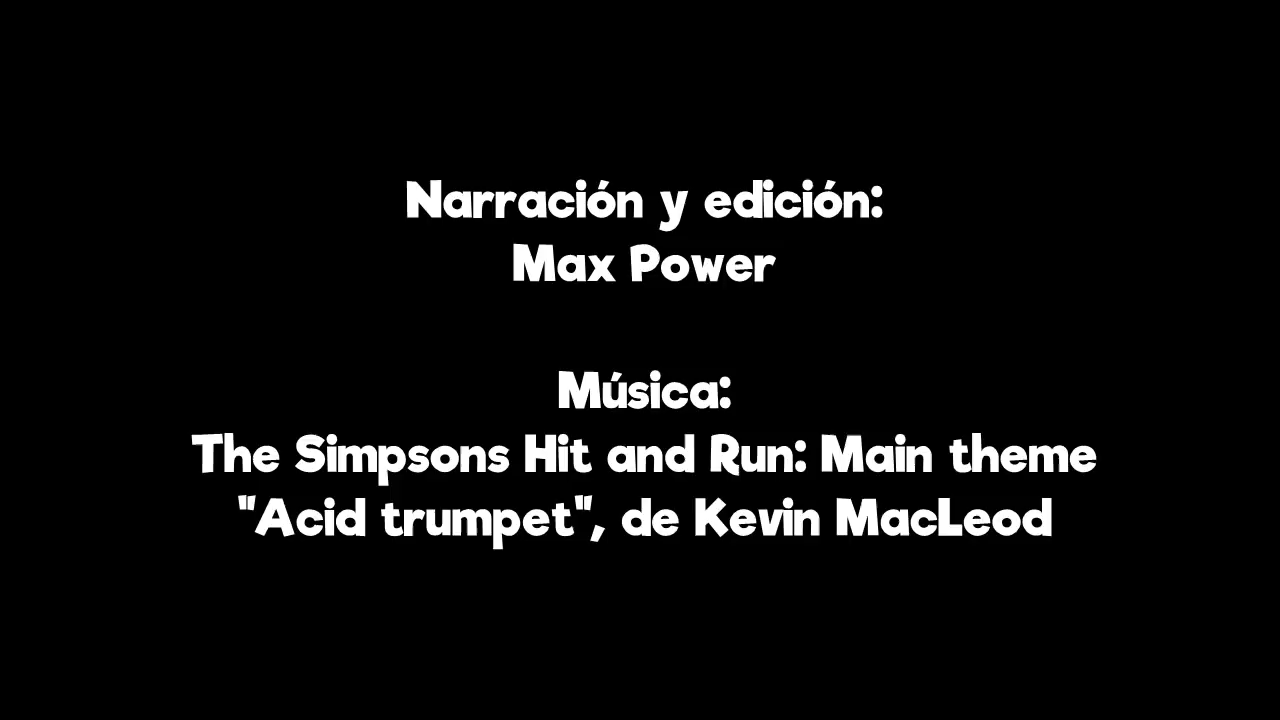 Narración y edición:
Max Power
Música:
The Simpsons Hit and Run: Main theme
"Acid trumpet", de Kevin MacLeod